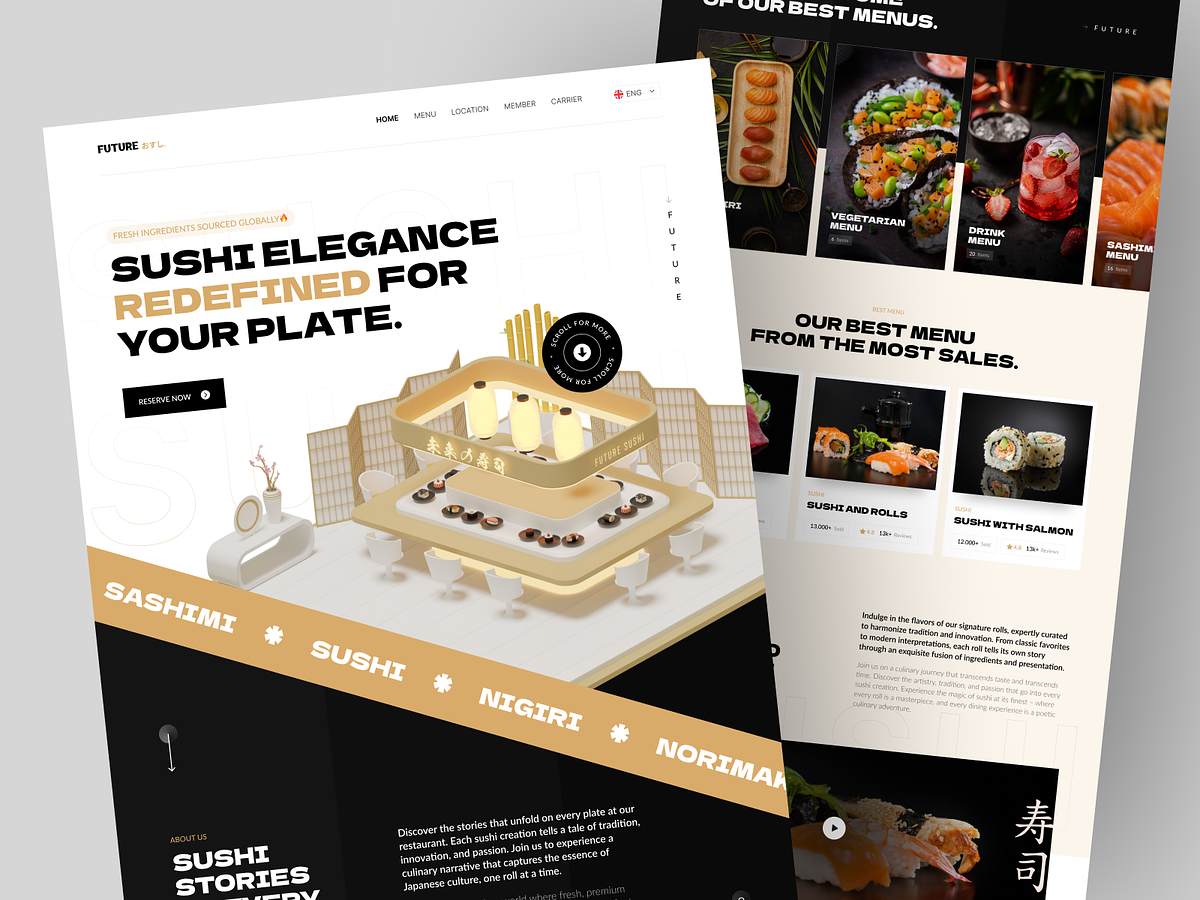 FUTURE おすし.
HOME
MENU
LOCATION
MEMBER
CARRIER
ENG
FRESH INGREDIENTS SOURCED GLOBALLY🔥
SUSHI ELEGANCE
REDEFINED FOR
YOUR PLATE.
RESERVE NOW
FUTURE
SCROLL FOR MORE • SCROLL FOR MORE •
未来の寿司
FUTURE SUSHI
SASHIMI
SUSHI
NIGIRI
NORIMAK
ABOUT US
SUSHI
STORIES
Discover the stories that unfold on every plate at our
restaurant. Each sushi creation tells a tale of tradition,
innovation, and passion. Join us to experience a
culinary narrative that captures the essence of
Japanese culture, one roll at a time.
world where fresh, premium
OF OUR BEST MENUS.
FUTURE
IRI
VEGETARIAN
MENU
6 Items
DRINK
MENU
20 Items
SASHIM
MENU
16 Items
BEST MENU
OUR BEST MENU
FROM THE MOST SALES.
Reviews
SUSHI
SUSHI AND ROLLS
13.000+ Sold
4.8 13k+ Reviews
SUSHI
SUSHI WITH SALMON
12.000+ Sold
4.8 13k+ Reviews
Indulge in the flavors of our signature rolls, expertly curated
to harmonize tradition and innovation. From classic favorites
to modern interpretations, each roll tells its own story
through an exquisite fusion of ingredients and presentation.
Join us on a culinary journey that transcends taste and transcends
time. Discover the artistry, tradition, and passion that go into every
sushi creation. Experience the magic of sushi at its finest – where
every roll is a masterpiece, and every dining experience is a poetic
culinary adventure.
寿司